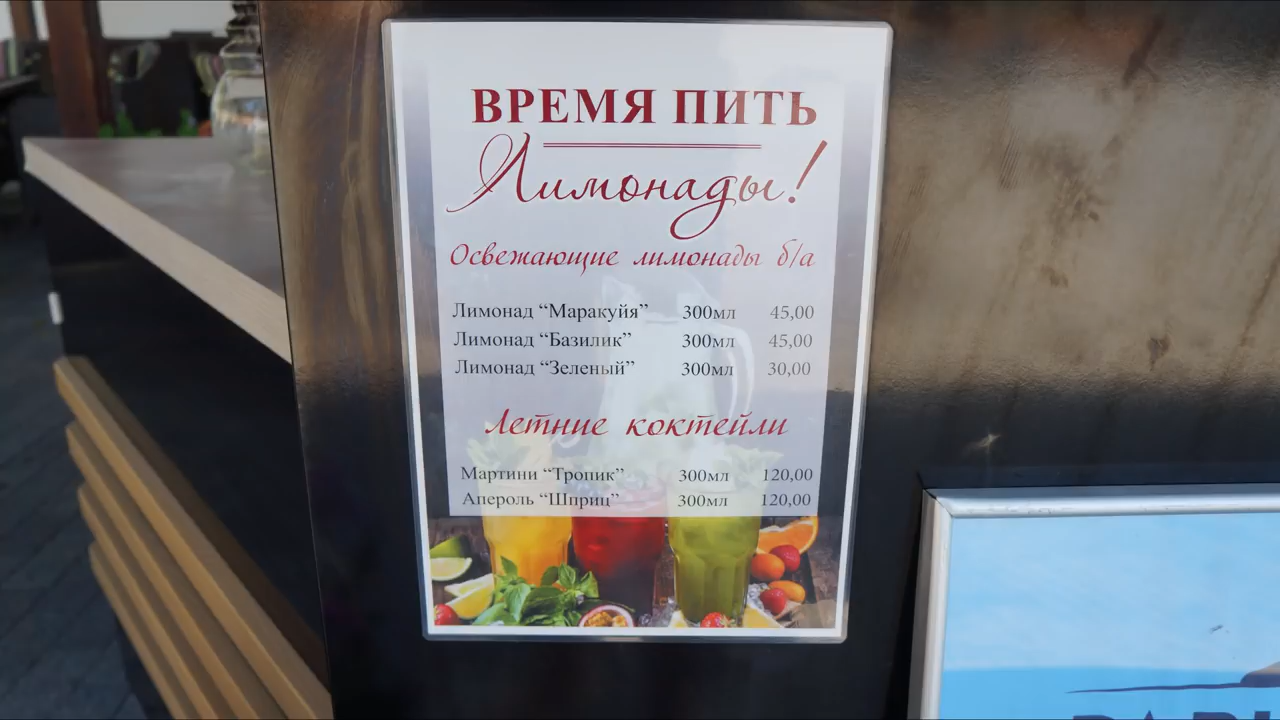 ВРЕМЯ ПИТЬ
Лимонады!
Освежающие лимонады б/а
Лимонад “Маракуйя” 300мл 45,00
Лимонад “Базилик” 300мл 45,00
Лимонад “Зеленый” 300мл 30,00
Летние коктейли
Мартини “Тропик” 300мл 120,00
Апероль “Шприц” 300мл 120,00